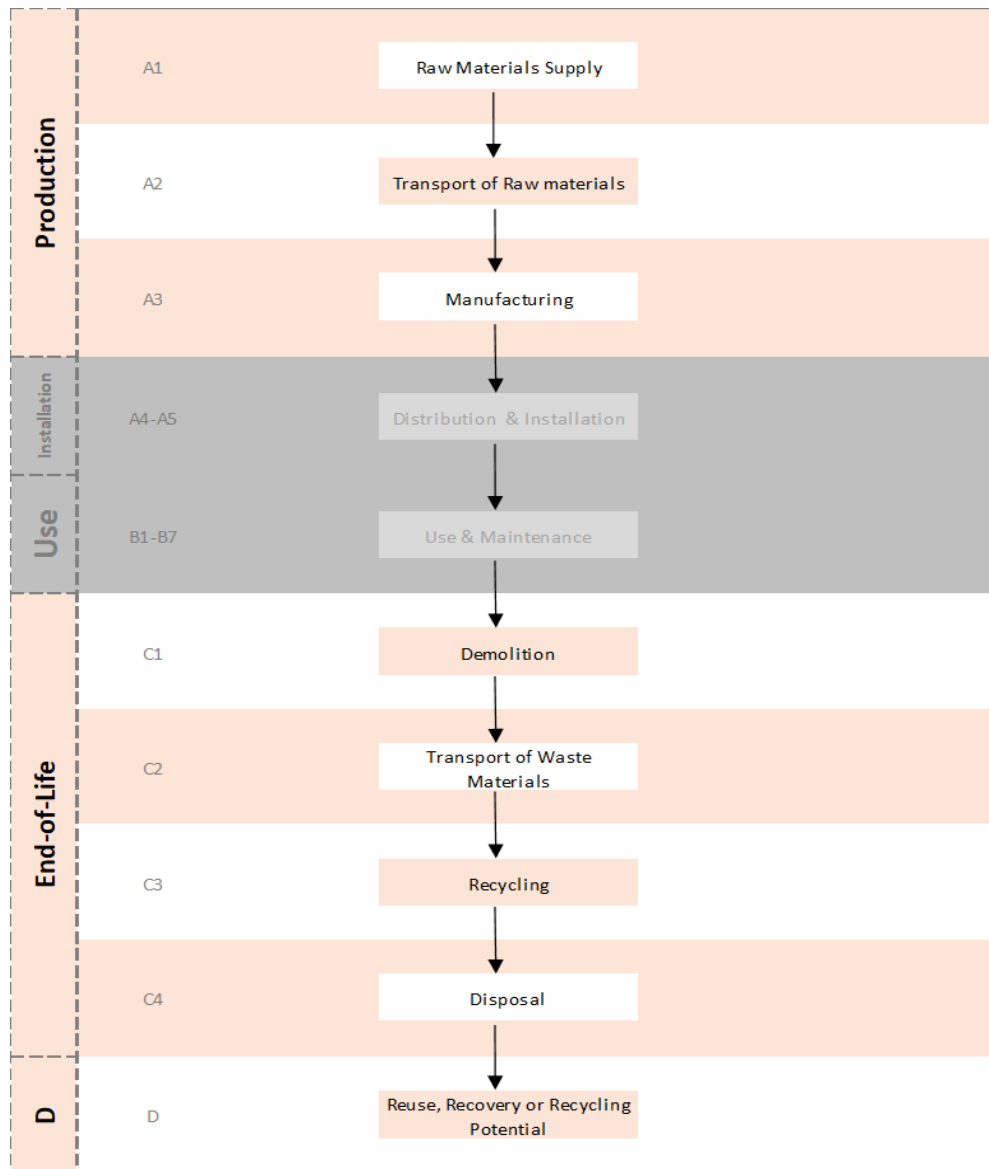 Production
A1
Raw Materials Supply
A2
Transport of Raw materials
A3
Manufacturing
Installation
A4-A5
Distribution & Installation
Use
B1-B7
Use & Maintenance
End-of-Life
C1
Demolition
C2
Transport of Waste
Materials
C3
Recycling
C4
Disposal
D
D
Reuse, Recovery or Recycling
Potential